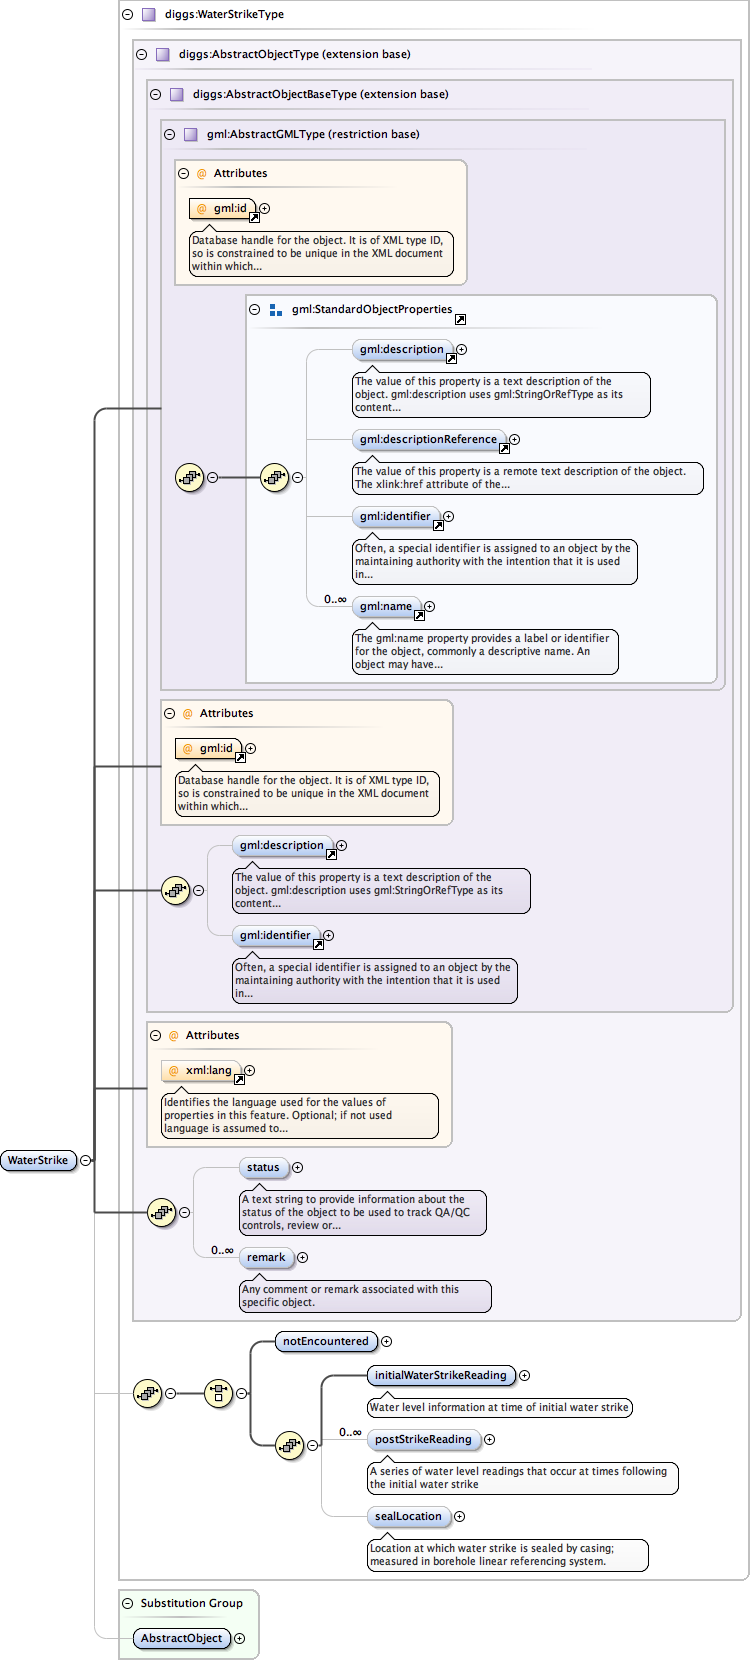 diggs:WaterStrikeType
diggs:AbstractObjectType (extension base)
diggs:AbstractObjectBaseType (extension base)
gml:AbstractGMLType (restriction base)
@ Attributes
@ gml:id
Database handle for the object. It is of XML type ID,
so is constrained to be unique in the XML document
within which...
gml:StandardObjectProperties
gml:description
The value of this property is a text description of the
object. gml:description uses gml:StringOrRefType as its
content...
gml:descriptionReference
The value of this property is a remote text description of the object.
The xlink:href attribute of the...
gml:identifier
Often, a special identifier is assigned to an object by the
maintaining authority with the intention that it is used
in...
0..∞
gml:name
The gml:name property provides a label or identifier
for the object, commonly a descriptive name. An
object may have...
@ Attributes
@ gml:id
Database handle for the object. It is of XML type ID,
so is constrained to be unique in the XML document
within which...
gml:description
The value of this property is a text description of the
object. gml:description uses gml:StringOrRefType as its
content...
gml:identifier
Often, a special identifier is assigned to an object by the
maintaining authority with the intention that it is used
in...
@ Attributes
@ xml:lang
Identifies the language used for the values of
properties in this feature. Optional; if not used
language is assumed to...
WaterStrike
status
A text string to provide information about the
status of the object to be used to track QA/QC
controls, review or...
0..∞
remark
Any comment or remark associated with this
specific object.
notEncountered
initialWaterStrikeReading
Water level information at time of initial water strike
0..∞
postStrikeReading
A series of water level readings that occur at times following
the initial water strike
sealLocation
Location at which water strike is sealed by casing;
measured in borehole linear referencing system.
Substitution Group
AbstractObject